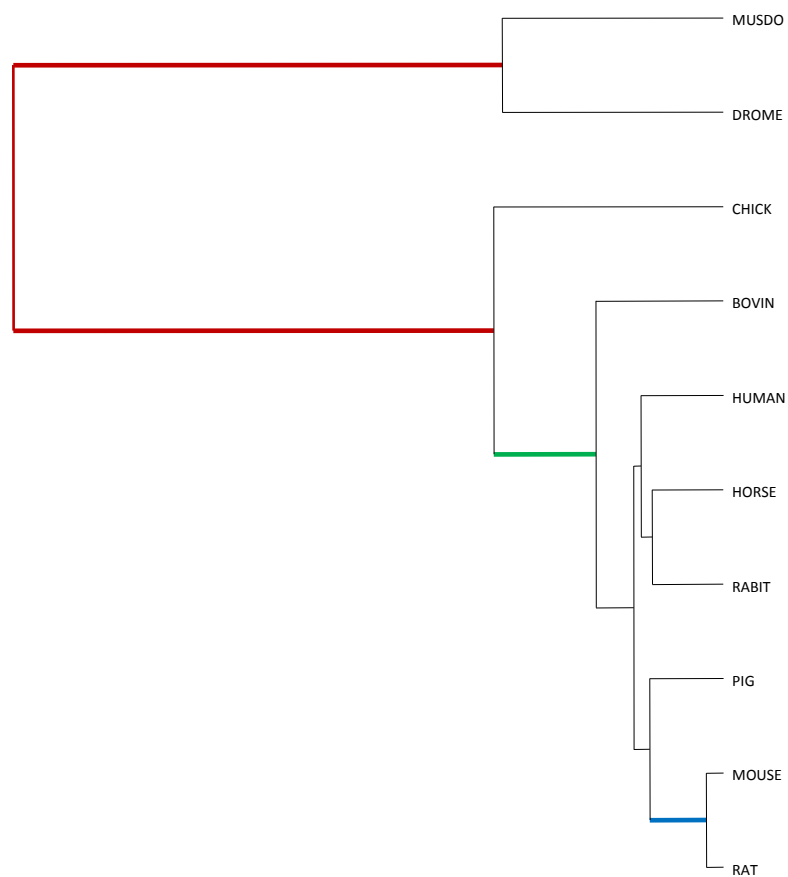 MUSDO
DROME
CHICK
BOVIN
HUMAN
HORSE
RABIT
PIG
MOUSE
RAT